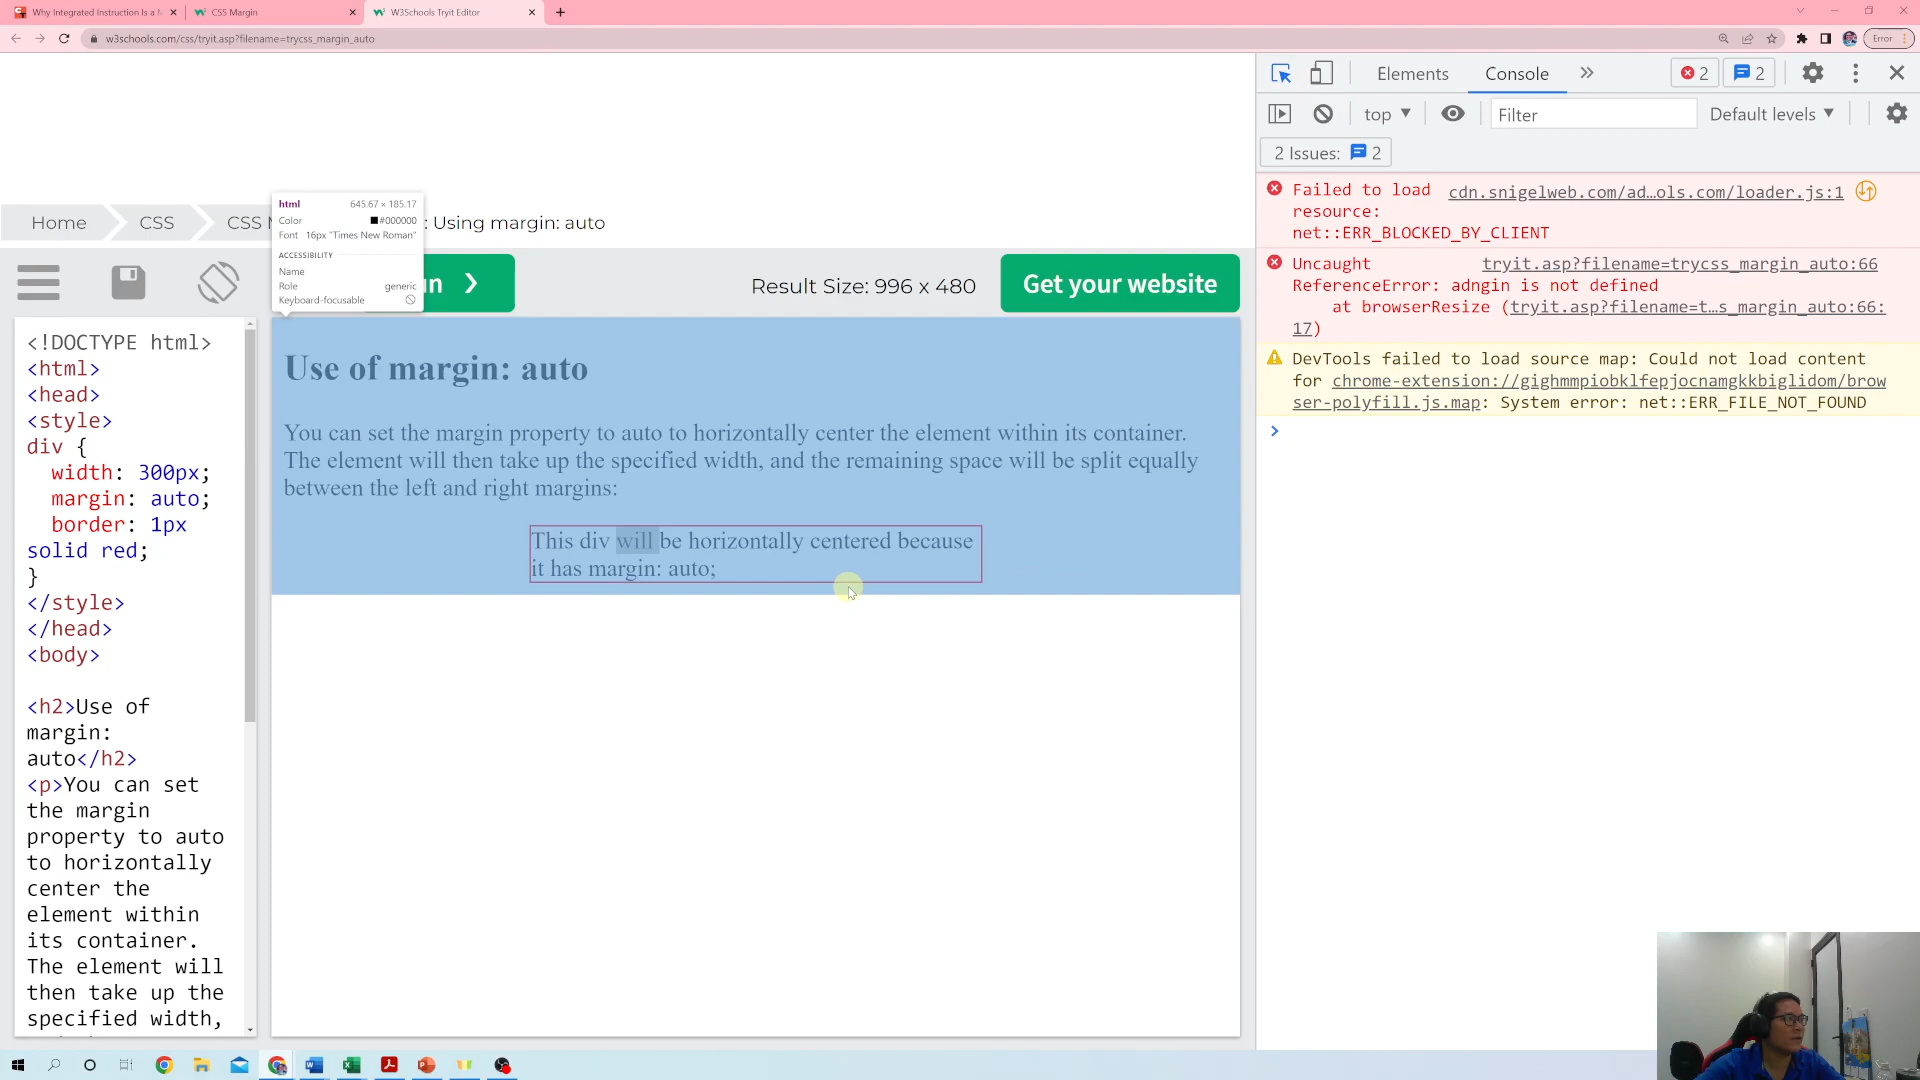 Why Integrated Instruction Is a M
CSS Margin
W3Schools Tryit Editor
w3schools.com/css/tryit.asp?filename=trycss_margin_auto
Error
Home
CSS
CSS M
: Using margin: auto
html 645.67 × 185.17
Color #000000
Font 16px "Times New Roman"
ACCESSIBILITY
Name
Role generic
Keyboard-focusable
n ❯
Result Size: 996 x 480
Get your website
<!DOCTYPE html>
<html>
<head>
<style>
div {
width: 300px;
margin: auto;
border: 1px
solid red;
}
</style>
</head>
<body>
<h2>Use of
margin:
auto</h2>
<p>You can set
the margin
property to auto
to horizontally
center the
element within
its container.
The element will
then take up the
specified width,
Use of margin: auto
You can set the margin property to auto to horizontally center the element within its container.
The element will then take up the specified width, and the remaining space will be split equally
between the left and right margins:
This div will be horizontally centered because
it has margin: auto;
Elements
Console
2
2
top
Filter
Default levels
2 Issues: 2
Failed to load cdn.snigelweb.com/ad…ols.com/loader.js:1
resource:
net::ERR_BLOCKED_BY_CLIENT
Uncaught tryit.asp?filename=trycss_margin_auto:66
ReferenceError: adngin is not defined
at browserResize (tryit.asp?filename=t…s_margin_auto:66:
17)
DevTools failed to load source map: Could not load content
for chrome-extension://gighmmpiobklfepjocnamgkkbiglidom/brow
ser-polyfill.js.map: System error: net::ERR_FILE_NOT_FOUND